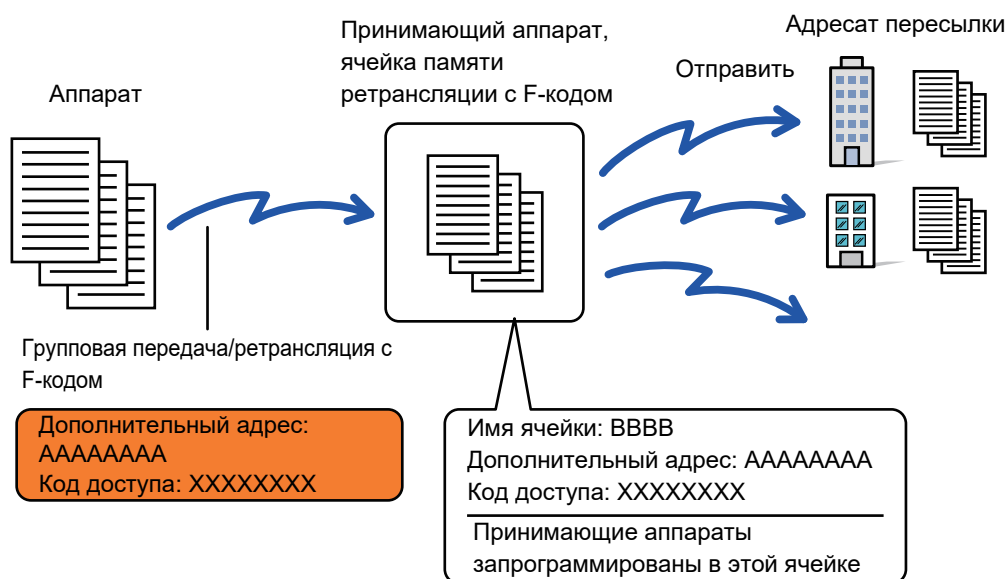 Аппарат
Принимающий аппарат,
ячейка памяти
ретрансляции с F-кодом
Отправить
Адресат пересылки
Групповая передача/ретрансляция с
F-кодом
Дополнительный адрес:
AAAAAAAA
Код доступа: XXXXXXXX
Имя ячейки: BBBB
Дополнительный адрес: AAAAAAAA
Код доступа: XXXXXXXX
Принимающие аппараты
запрограммированы в этой ячейке